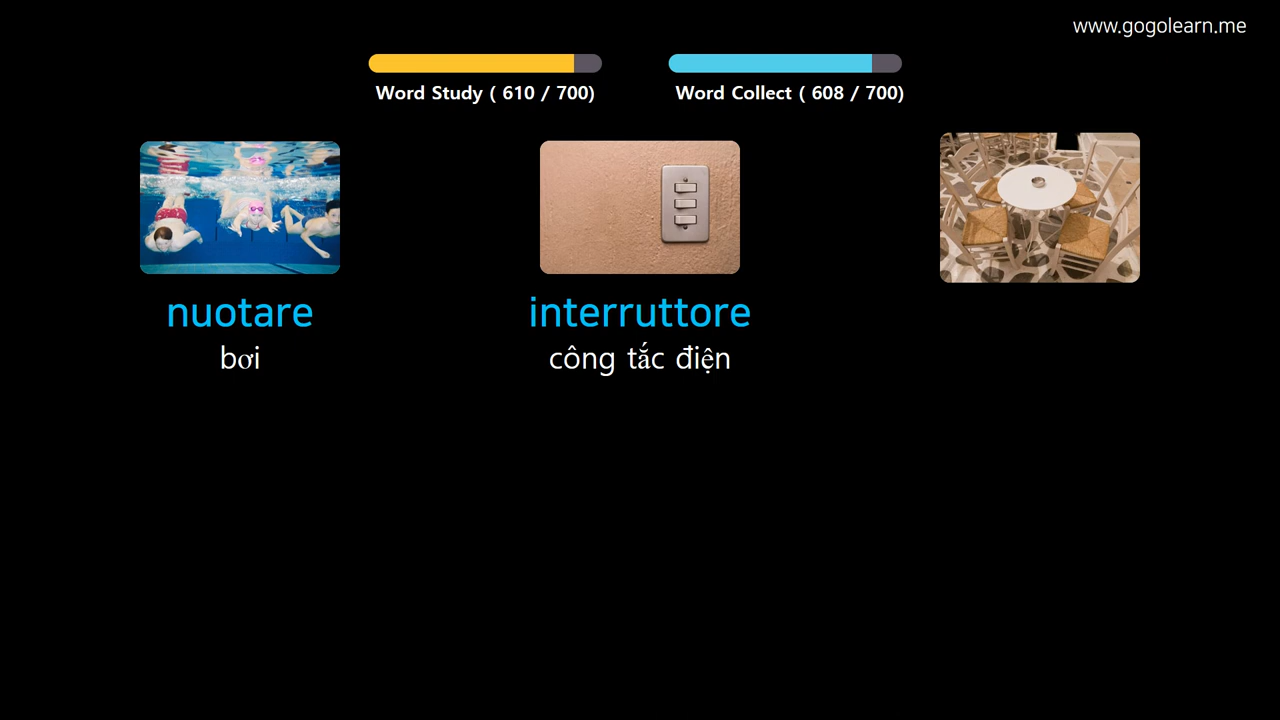 www.gogolearn.me
Word Study ( 610 / 700)
Word Collect ( 608 / 700)
nuotare
interruttore
bơi
công tắc điện